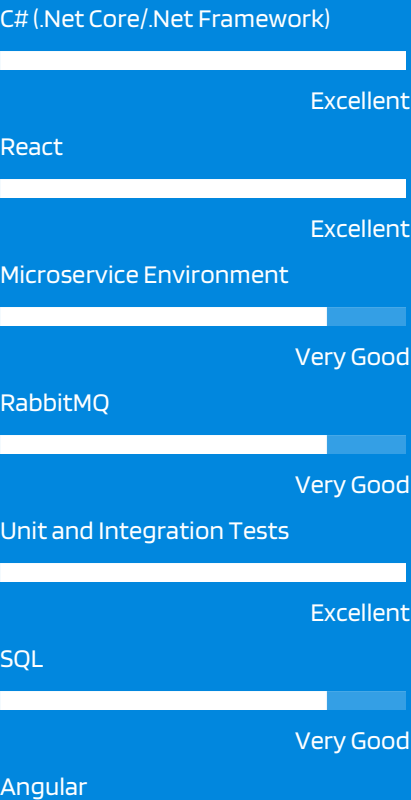 C# (.Net Core/.Net Framework)
Excellent
React
Excellent
Microservice Environment
Very Good
RabbitMQ
Very Good
Unit and Integration Tests
Excellent
SQL
Very Good
Angular